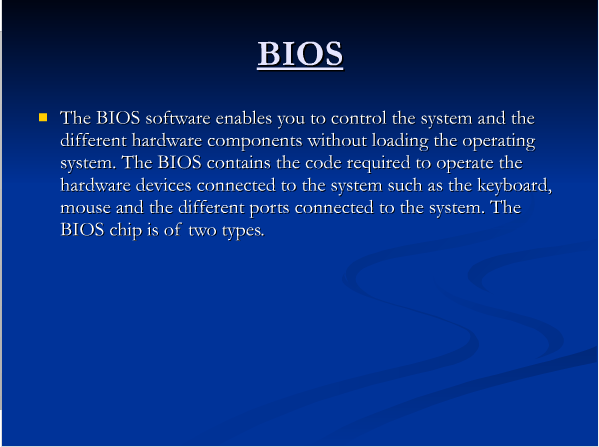 BIOS
The BIOS software enables you to control the system and the
different hardware components without loading the operating
system. The BIOS contains the code required to operate the
hardware devices connected to the system such as the keyboard,
mouse and the different ports connected to the system. The
BIOS chip is of two types.